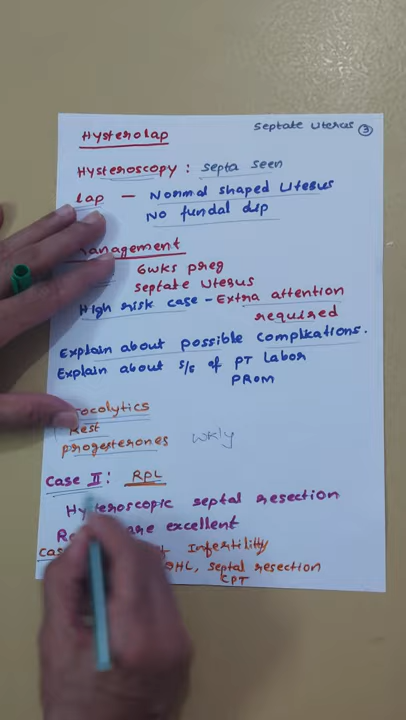 Septate Uterus ③
Hysterolap
Hysteroscopy : Septa seen
Lap — Normal shaped Uterus
No fundal dip
Management
6wks preg
septate Uterus
High risk case - Extra attention
required
Explain about possible complications.
Explain about s/s of PT Labor
PROM
Tocolytics
Rest
progesterones wkly
Case II : RPL
Hysteroscopic septal resection
are excellent
Infertility
DHL, septal resection
CPT